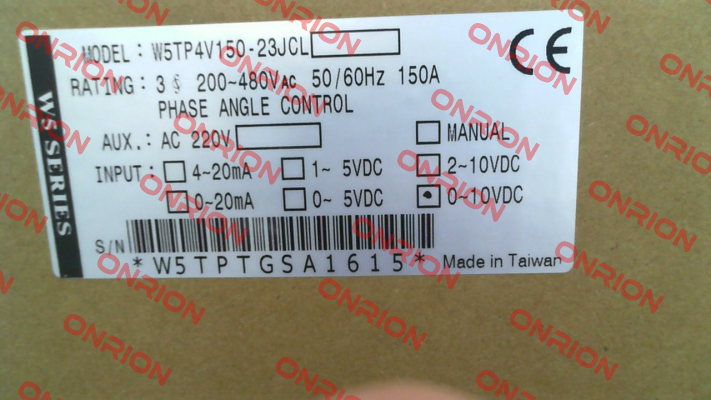 W5 SERIES
MODEL: W5TP4V150-23JCL
CE
RATING: 3 ϕ 200~480VAC 50/60Hz 150A
PHASE ANGLE CONTROL
AUX.: AC 220V
MANUAL
INPUT: 4~20mA 1~ 5VDC 2~10VDC
0~20mA 0~ 5VDC 0~10VDC
S/N
*W5TPTGSA1615* Made in Taiwan
ONRION